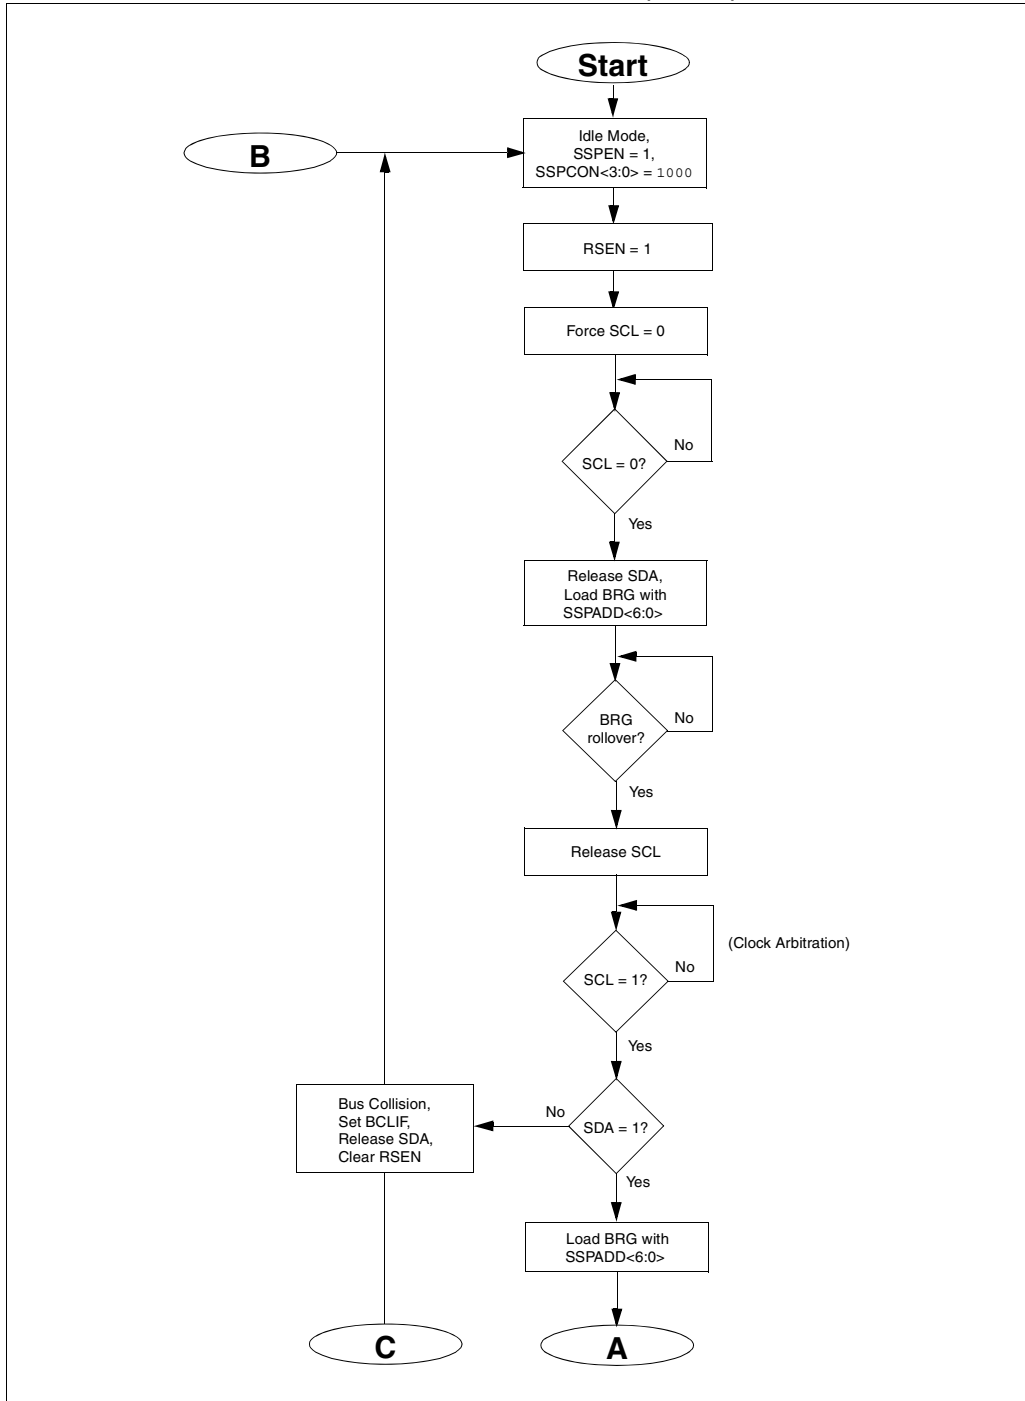 Start
B
Idle Mode,
SSPEN = 1,
SSPCON<3:0> = 1000
RSEN = 1
Force SCL = 0
No
SCL = 0?
Yes
Release SDA,
Load BRG with
SSPADD<6:0>
BRG
rollover?
No
Yes
Release SCL
(Clock Arbitration)
No
SCL = 1?
Yes
Bus Collision,
Set BCLIF,
Release SDA,
Clear RSEN
No
SDA = 1?
Yes
Load BRG with
SSPADD<6:0>
C
A